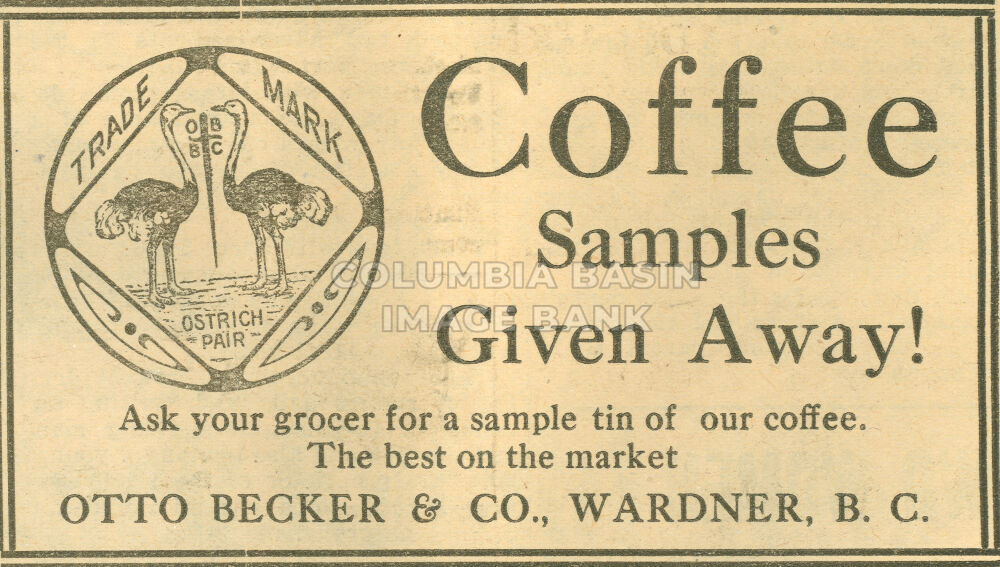 TRADE MARK
O B
B C
OSTRICH
PAIR
Coffee
Samples
Given Away!
COLUMBIA BASIN
IMAGE BANK
Ask your grocer for a sample tin of our coffee.
The best on the market
OTTO BECKER & CO., WARDNER, B. C.